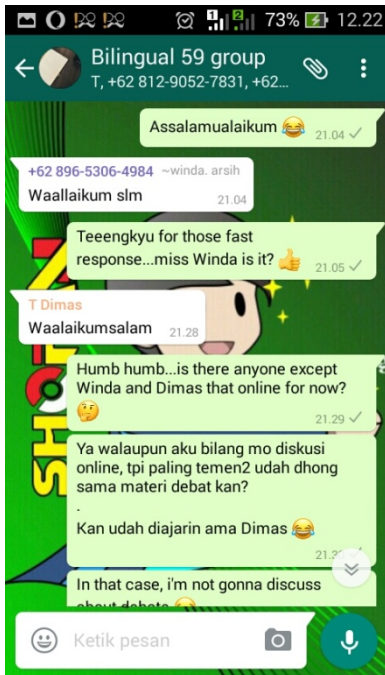 73% 12.22
Bilingual 59 group
T, +62 812-9052-7831, +62...
Assalamualaikum 😂 21.04
+62 896-5306-4984 ~winda. arsih
Waallaikum slm 21.04
Teeengkyu for those fast
response...miss Winda is it? 👍 21.05
T Dimas
Waalaikumsalam 21.28
Humb humb...is there anyone except
Winda and Dimas that online for now?
🤔 21.29
Ya walaupun aku bilang mo diskusi
online, tpi paling temen2 udah dhong
sama materi debat kan?
.
Kan udah diajarin ama Dimas 😂
In that case, i'm not gonna discuss
about debate 😂
Ketik pesan